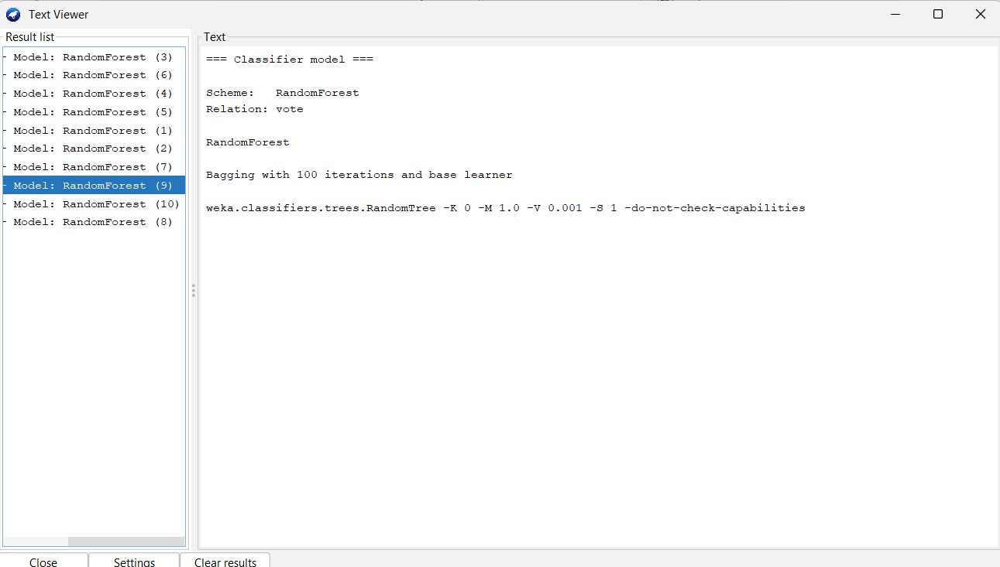 Text Viewer
Result list
- Model: RandomForest (3)
- Model: RandomForest (6)
- Model: RandomForest (4)
- Model: RandomForest (5)
- Model: RandomForest (1)
- Model: RandomForest (2)
- Model: RandomForest (7)
- Model: RandomForest (9)
- Model: RandomForest (10)
- Model: RandomForest (8)
Text
=== Classifier model ===
Scheme: RandomForest
Relation: vote
RandomForest
Bagging with 100 iterations and base learner
weka.classifiers.trees.RandomTree -K 0 -M 1.0 -V 0.001 -S 1 -do-not-check-capabilities
Close
Settings
Clear results